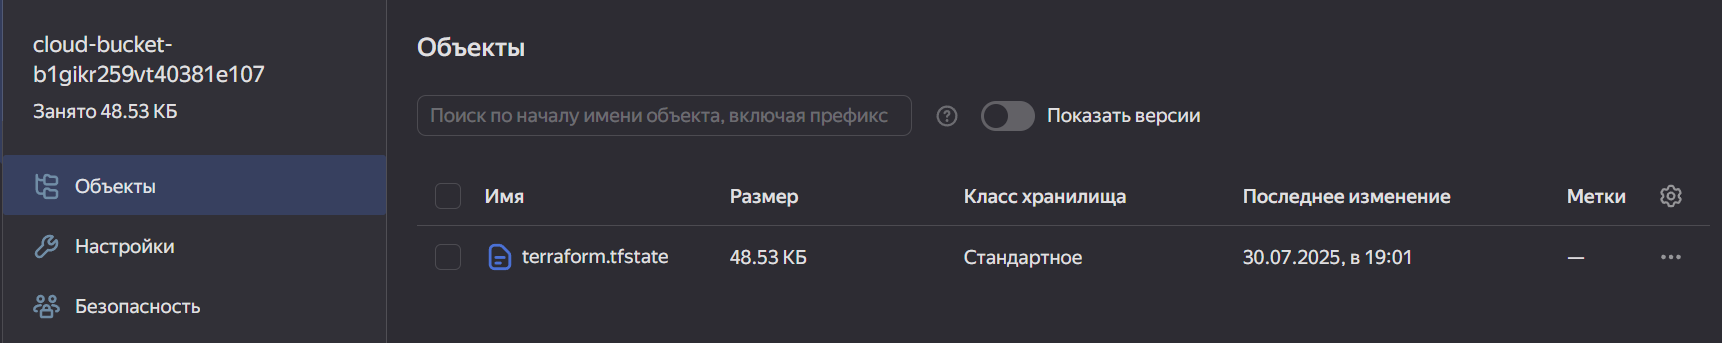 cloud-bucket-
b1gikr259vt40381e107
Занято 48.53 КБ
Объекты
Настройки
Безопасность
Объекты
Поиск по началу имени объекта, включая префикс
Показать версии
Имя Размер Класс хранилища Последнее изменение Метки
terraform.tfstate 48.53 КБ Стандартное 30.07.2025, в 19:01 —